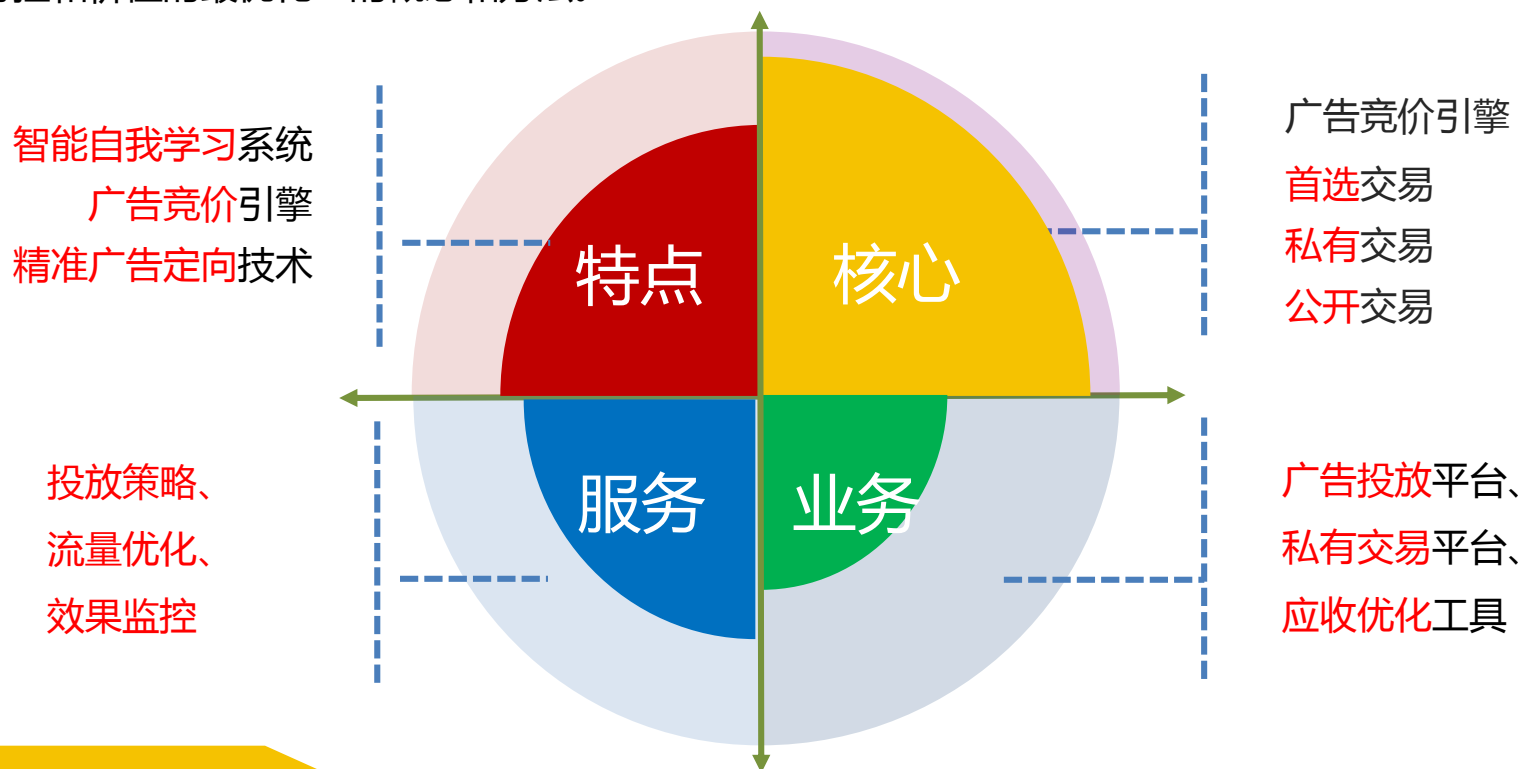 智能自我学习系统
广告竞价引擎
精准广告定向技术
特点
核心
广告竞价引擎
首选交易
私有交易
公开交易
投放策略、
流量优化、
效果监控
服务
业务
广告投放平台、
私有交易平台、
应收优化工具